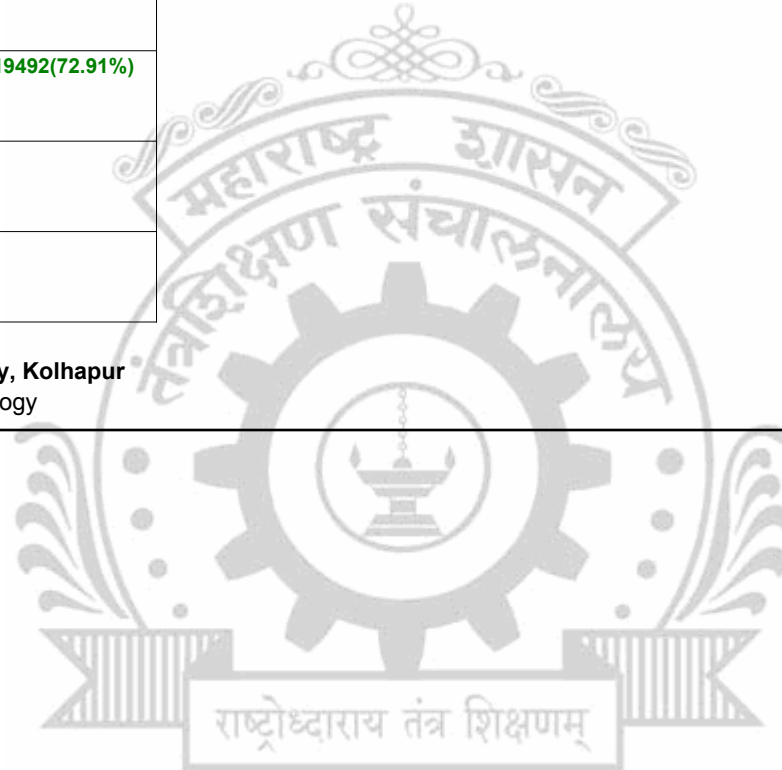 19492(72.91%)
महाराष्ट्र शासन
तंत्रशिक्षण संचालनालय
y, Kolhapur
ogy
राष्ट्रोध्दाराय तंत्र शिक्षणम्